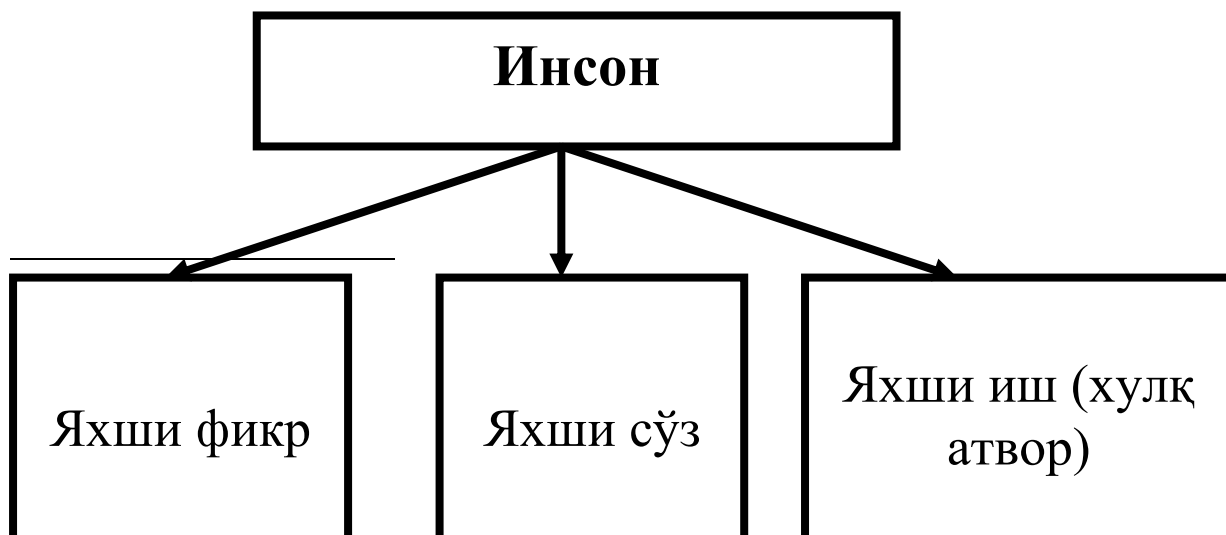 Инсон
Яхши фикр
Яхши сўз
Яхши иш (хулқ
атвор)